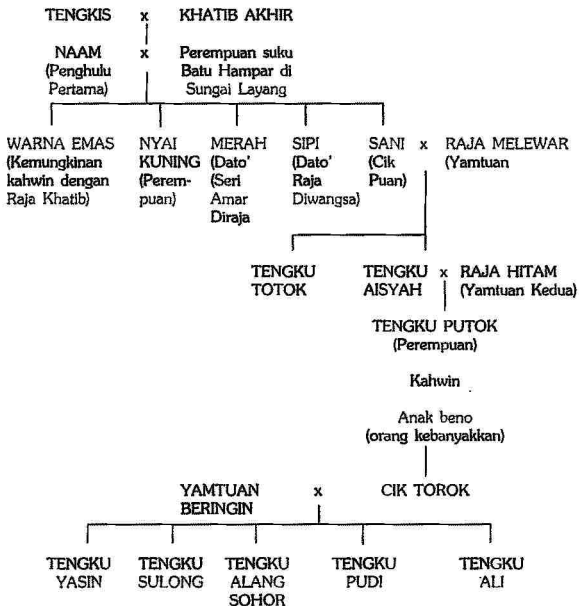 TENGKIS x KHATIB AKHIR
NAAM x Perempuan suku
(Penghulu Batu Hampar di
Pertama) Sungai Layang
WARNA EMAS NYAI MERAH SIPI SANI x RAJA MELEWAR
(Kemungkinan KUNING (Dato' (Dato' (Cik (Yamtuan
kahwin dengan (Perem- (Seri Raja Puan)
Raja Khatib) puan) Amar Diwangsa)
Diraja
TENGKU TENGKU x RAJA HITAM
TOTOK AISYAH (Yamtuan Kedua)
TENGKU PUTOK
(Perempuan)
Kahwin
Anak beno
(orang kebanyakkan)
YAMTUAN x CIK TOROK
BERINGIN
TENGKU TENGKU TENGKU TENGKU TENGKU
YASIN SULONG ALANG PUDI ALI
SOHOR